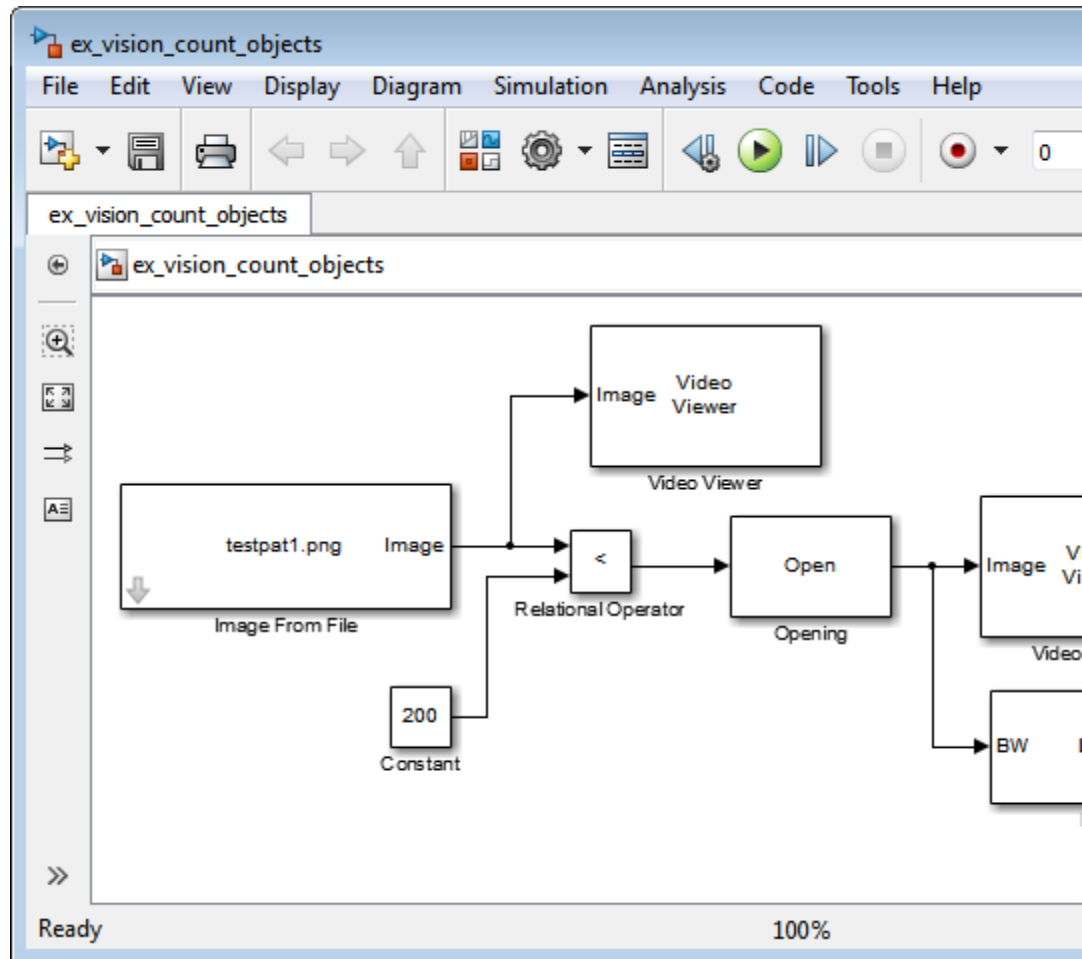 ex_vision_count_objects
File Edit View Display Diagram Simulation Analysis Code Tools Help
0
ex_vision_count_objects
ex_vision_count_objects
Image Video
Viewer
Video Viewer
testpat1.png Image
Image From File
<
Relational Operator
Open
Opening
Image
Video
200
Constant
BW
Ready 100%